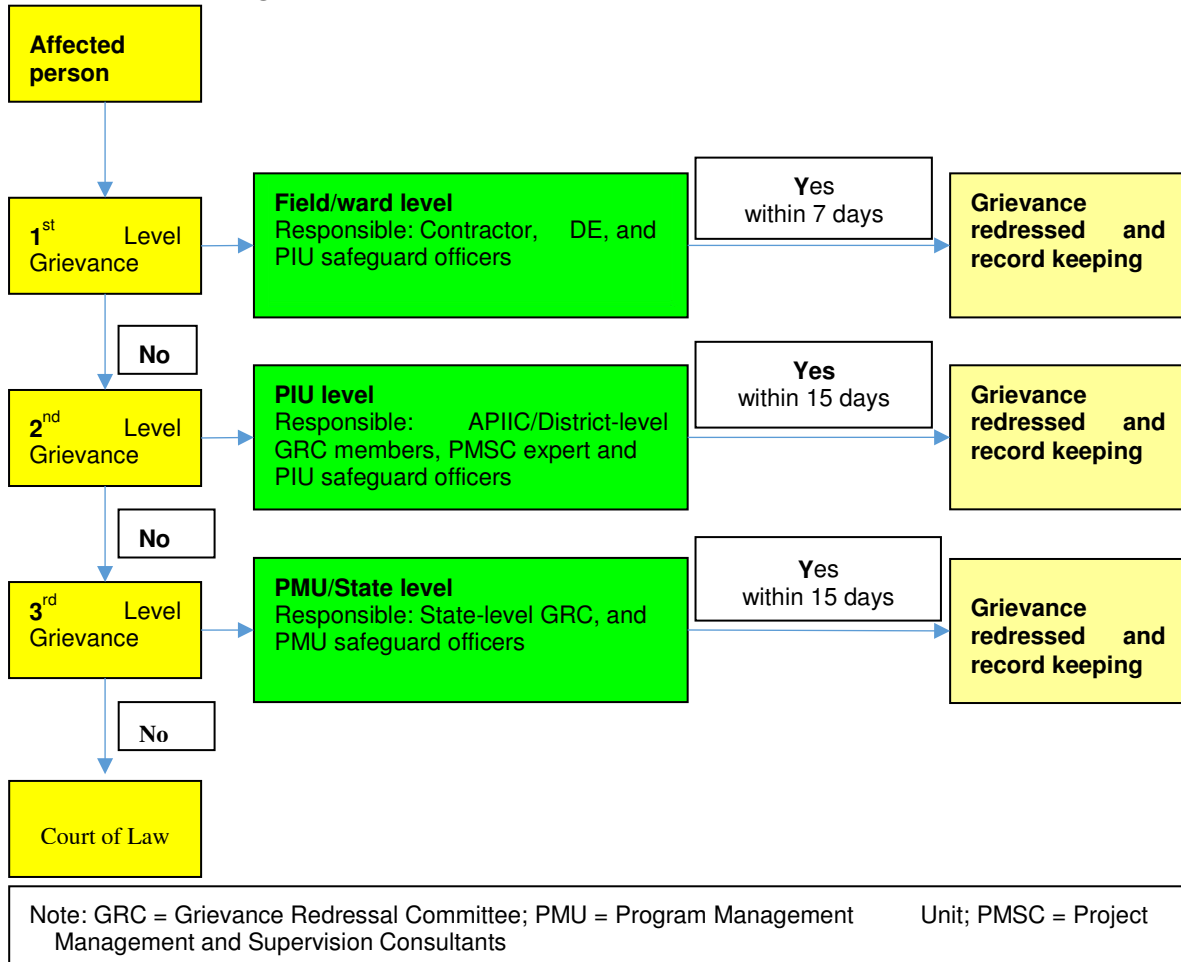 Affected
person
1st Level
Grievance
Field/ward level
Responsible: Contractor, DE, and
PIU safeguard officers
Yes
within 7 days
Grievance
redressed and
record keeping
No
2nd Level
Grievance
PIU level
Responsible: APIIC/District-level
GRC members, PMSC expert and
PIU safeguard officers
Yes
within 15 days
Grievance
redressed and
record keeping
No
3rd Level
Grievance
PMU/State level
Responsible: State-level GRC, and
PMU safeguard officers
Yes
within 15 days
Grievance
redressed and
record keeping
No
Court of Law
Note: GRC = Grievance Redressal Committee; PMU = Program Management Unit; PMSC = Project
Management and Supervision Consultants